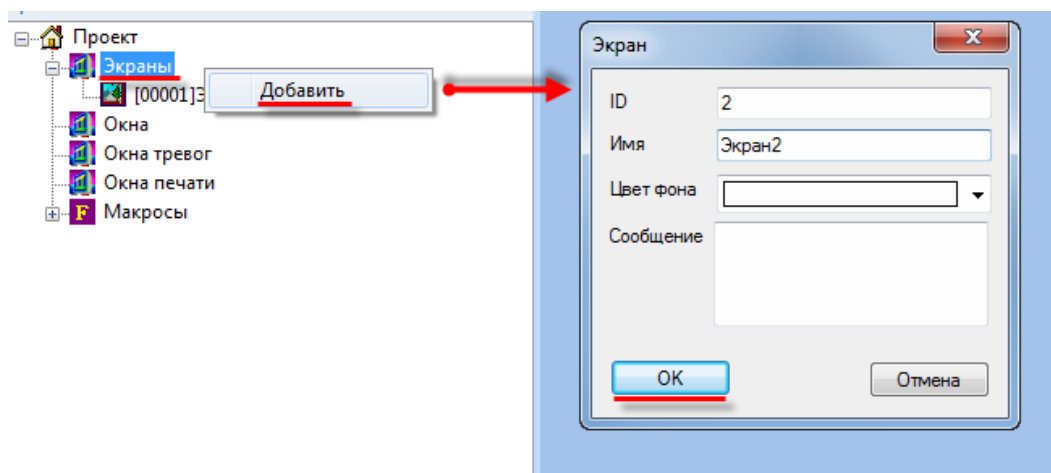 Проект
Экраны
[00001]Э
Добавить
Окна
Окна тревог
Окна печати
F Макросы
Экран
ID
2
Имя
Экран2
Цвет фона
Сообщение
OK
Отмена